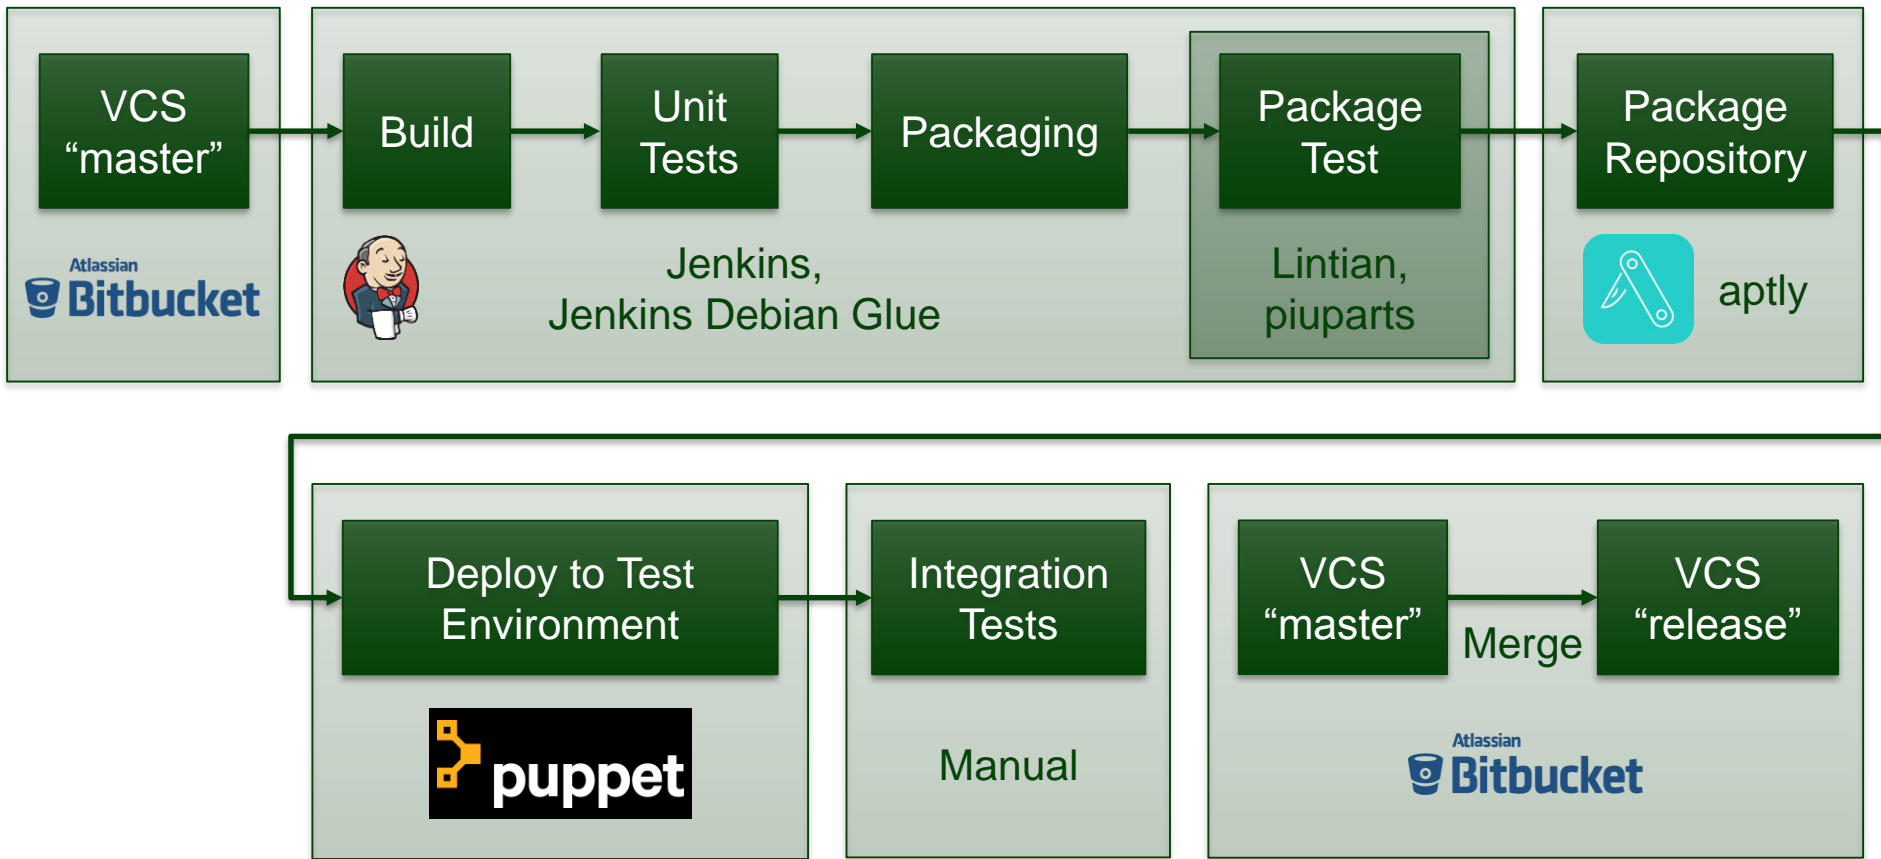 VCS
“master”
Build
Unit
Tests
Packaging
Package
Test
Package
Repository
Atlassian
Bitbucket
Jenkins,
Jenkins Debian Glue
Lintian,
piuparts
aptly
Deploy to Test
Environment
Integration
Tests
VCS
“master”
Merge
VCS
“release”
puppet
Manual
Atlassian
Bitbucket